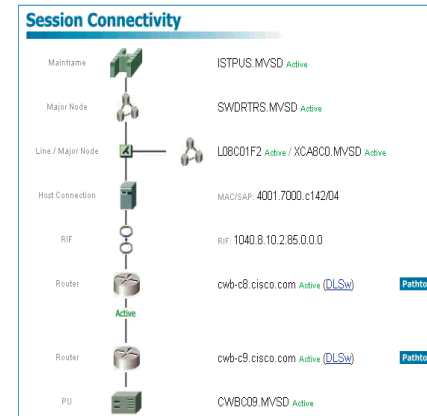 Session Connectivity
Mainframe ISTPUS.MVSD Active
Major Node SWDRTRS.MVSD Active
Line / Major Node L08C01F2 Active / XCA8C0.MVSD Active
Host Connection MAC/SAP: 4001.7000.c142/04
RIF RIF: 1040.8.10.2.85.0.0.0
Router cwb-c8.cisco.com Active (DLSw) Pathto
Active
Router cwb-c9.cisco.com Active (DLSw) Pathto
PU CWBC09.MVSD Active